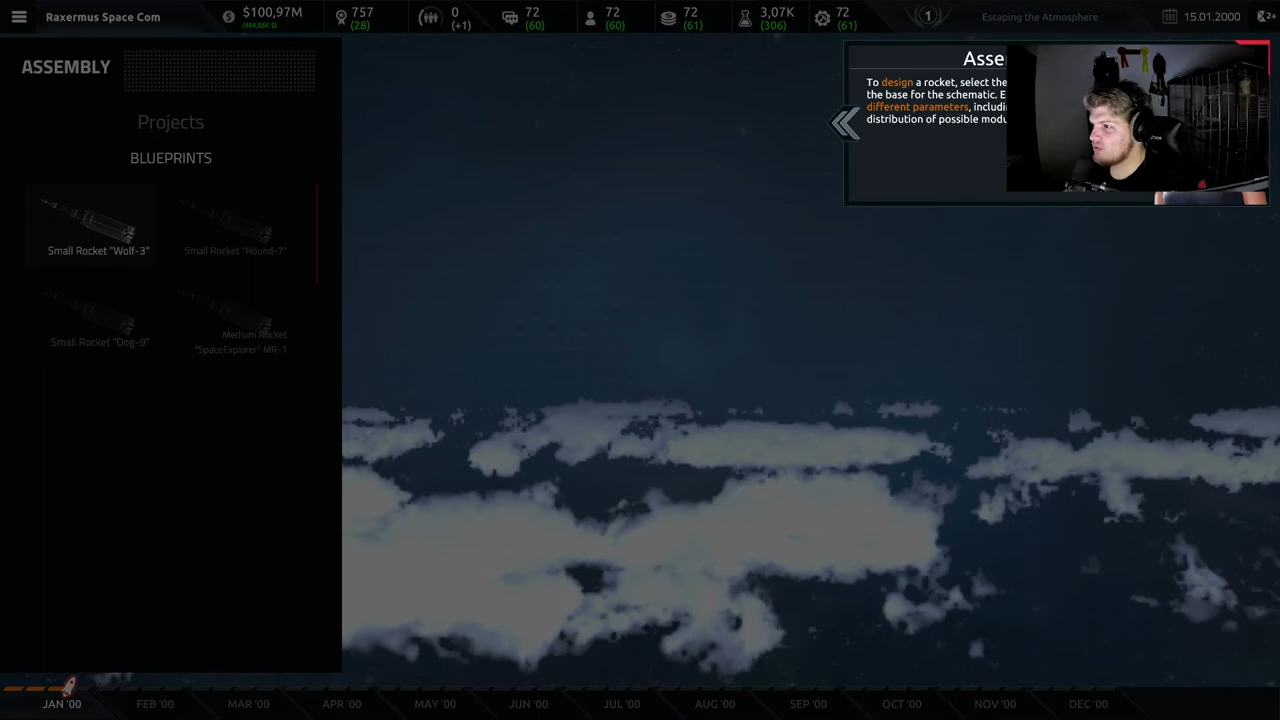 Raxermus Space Com
$100,97M
757
(28)
0
(+1)
72
(60)
72
(60)
72
(61)
3,07K
(306)
72
(61)
1
Escaping the Atmosphere
15.01.2000
2+
ASSEMBLY
Projects
BLUEPRINTS
Small Rocket "Wolf-3"
Small Rocket "Hound-7"
Small Rocket "Dog-9"
Medium Rocket
"SpaceExplorer" MR-1
Asse
To design a rocket, select the
the base for the schematic. E
different parameters, includi
distribution of possible modu
JAN '00
FEB '00
MAR '00
APR '00
MAY '00
JUN '00
JUL '00
AUG '00
SEP '00
OCT '00
NOV '00
DEC '00